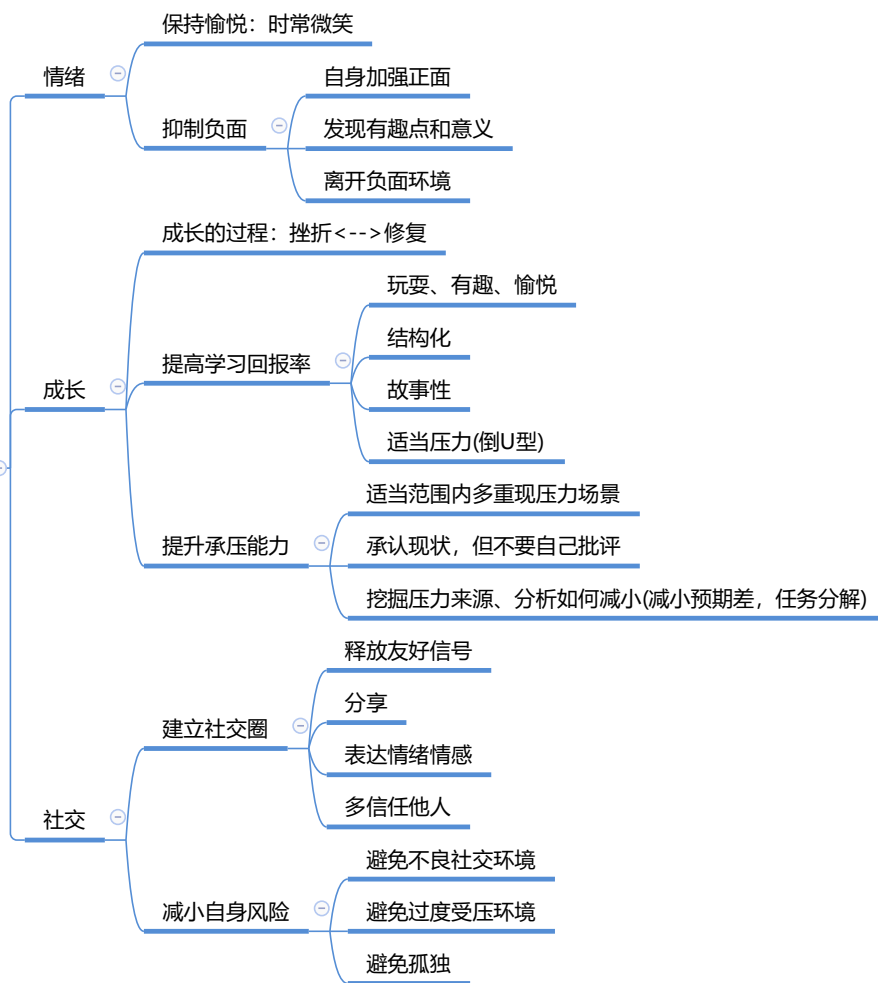 保持愉悦：时常微笑
情绪
自身加强正面
抑制负面
发现有趣点和意义
离开负面环境
成长的过程：挫折<-->修复
玩耍、有趣、愉悦
结构化
提高学习回报率
成长
故事性
适当压力(倒U型)
适当范围内多重现压力场景
提升承压能力
承认现状，但不要自己批评
挖掘压力来源、分析如何减小(减小预期差，任务分解)
释放友好信号
分享
建立社交圈
表达情绪情感
多信任他人
社交
避免不良社交环境
减小自身风险
避免过度受压环境
避免孤独